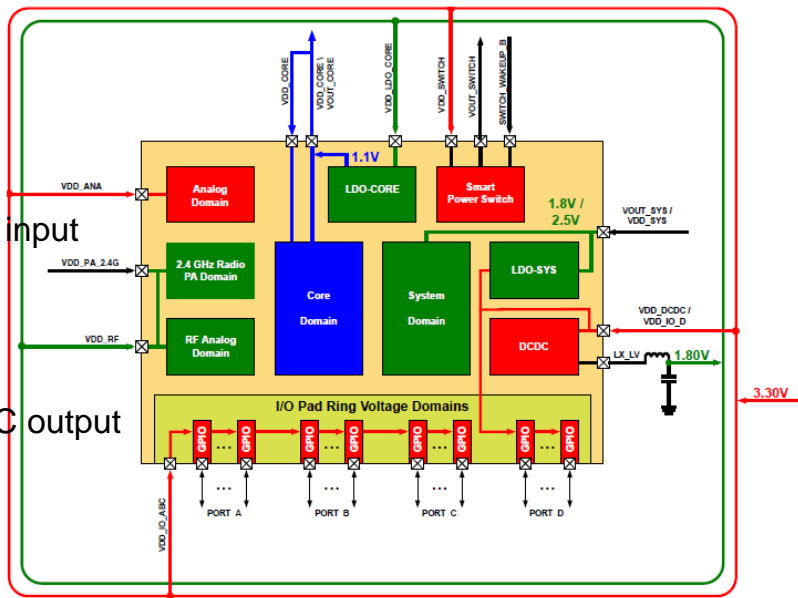 VDD_CORE
VDD_CORE \
VOUT_CORE
VDD_LDO_CORE
VDD_SWITCH
VOUT_SWITCH
SWITCH_WAKEUP_B
1.1V
VDD_ANA
Analog
Domain
LDO-CORE
Smart
Power Switch
1.8V /
2.5V
VOUT_SYS /
VDD_SYS
input
VDD_PA_2.4G
2.4 GHz Radio
PA Domain
Core
Domain
System
Domain
LDO-SYS
VDD_DCDC /
VDD_IO_D
VDD_RF
RF Analog
Domain
DCDC
LX_LV
1.80V
3.30V
C output
I/O Pad Ring Voltage Domains
GPIO ... GPIO GPIO ... GPIO GPIO ... GPIO GPIO ... GPIO
... ... ... ...
PORT A PORT B PORT C PORT D
VDD_IO_ABC